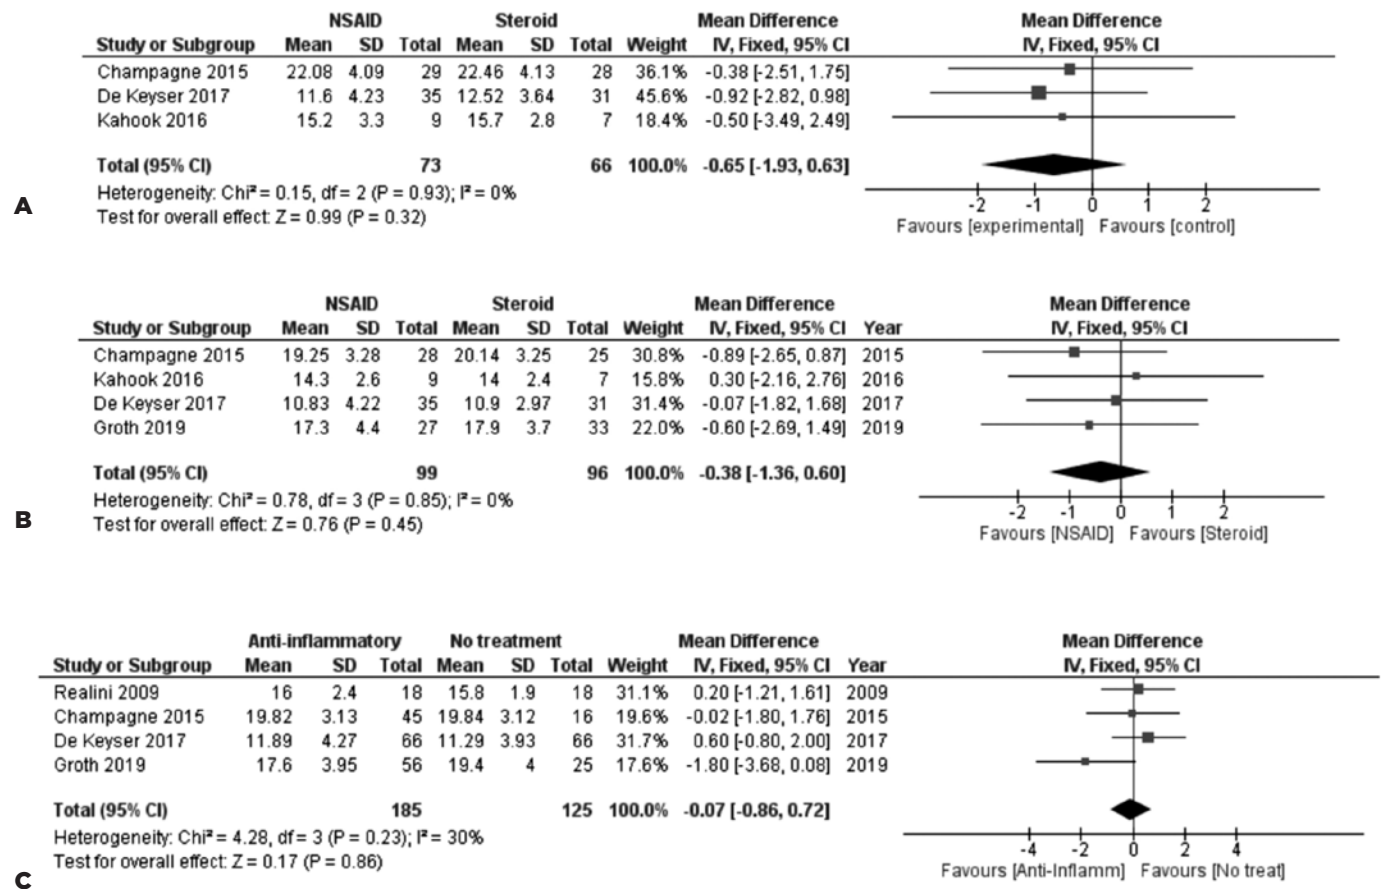 NSAID Steroid Mean Difference Mean Difference
Study or Subgroup Mean SD Total Mean SD Total Weight IV, Fixed, 95% CI IV, Fixed, 95% CI
Champagne 2015 22.08 4.09 29 22.46 4.13 28 36.1% -0.38 [-2.51, 1.75]
De Keyser 2017 11.6 4.23 35 12.52 3.64 31 45.6% -0.92 [-2.82, 0.98]
Kahook 2016 15.2 3.3 9 15.7 2.8 7 18.4% -0.50 [-3.49, 2.49]
Total (95% CI) 73 66 100.0% -0.65 [-1.93, 0.63]
Heterogeneity: Chi² = 0.15, df = 2 (P = 0.93); I² = 0%
Test for overall effect: Z = 0.99 (P = 0.32)
-2 -1 0 1 2
Favours [experimental] Favours [control]
A
NSAID Steroid Mean Difference Mean Difference
Study or Subgroup Mean SD Total Mean SD Total Weight IV, Fixed, 95% CI Year IV, Fixed, 95% CI
Champagne 2015 19.25 3.28 28 20.14 3.25 25 30.8% -0.89 [-2.65, 0.87] 2015
Kahook 2016 14.3 2.6 9 14 2.4 7 15.8% 0.30 [-2.16, 2.76] 2016
De Keyser 2017 10.83 4.22 35 10.9 2.97 31 31.4% -0.07 [-1.82, 1.68] 2017
Groth 2019 17.3 4.4 27 17.9 3.7 33 22.0% -0.60 [-2.69, 1.49] 2019
Total (95% CI) 99 96 100.0% -0.38 [-1.36, 0.60]
Heterogeneity: Chi² = 0.78, df = 3 (P = 0.85); I² = 0%
Test for overall effect: Z = 0.76 (P = 0.45)
-2 -1 0 1 2
Favours [NSAID] Favours [Steroid]
B
Anti-inflammatory No treatment Mean Difference Mean Difference
Study or Subgroup Mean SD Total Mean SD Total Weight IV, Fixed, 95% CI Year IV, Fixed, 95% CI
Realini 2009 16 2.4 18 15.8 1.9 18 31.1% 0.20 [-1.21, 1.61] 2009
Champagne 2015 19.82 3.13 45 19.84 3.12 16 19.6% -0.02 [-1.80, 1.76] 2015
De Keyser 2017 11.89 4.27 66 11.29 3.93 66 31.7% 0.60 [-0.80, 2.00] 2017
Groth 2019 17.6 3.95 56 19.4 4 25 17.6% -1.80 [-3.68, 0.08] 2019
Total (95% CI) 185 125 100.0% -0.07 [-0.86, 0.72]
Heterogeneity: Chi² = 4.28, df = 3 (P = 0.23); I² = 30%
Test for overall effect: Z = 0.17 (P = 0.86)
-4 -2 0 2 4
Favours [Anti-Inflamm] Favours [No treat]
C